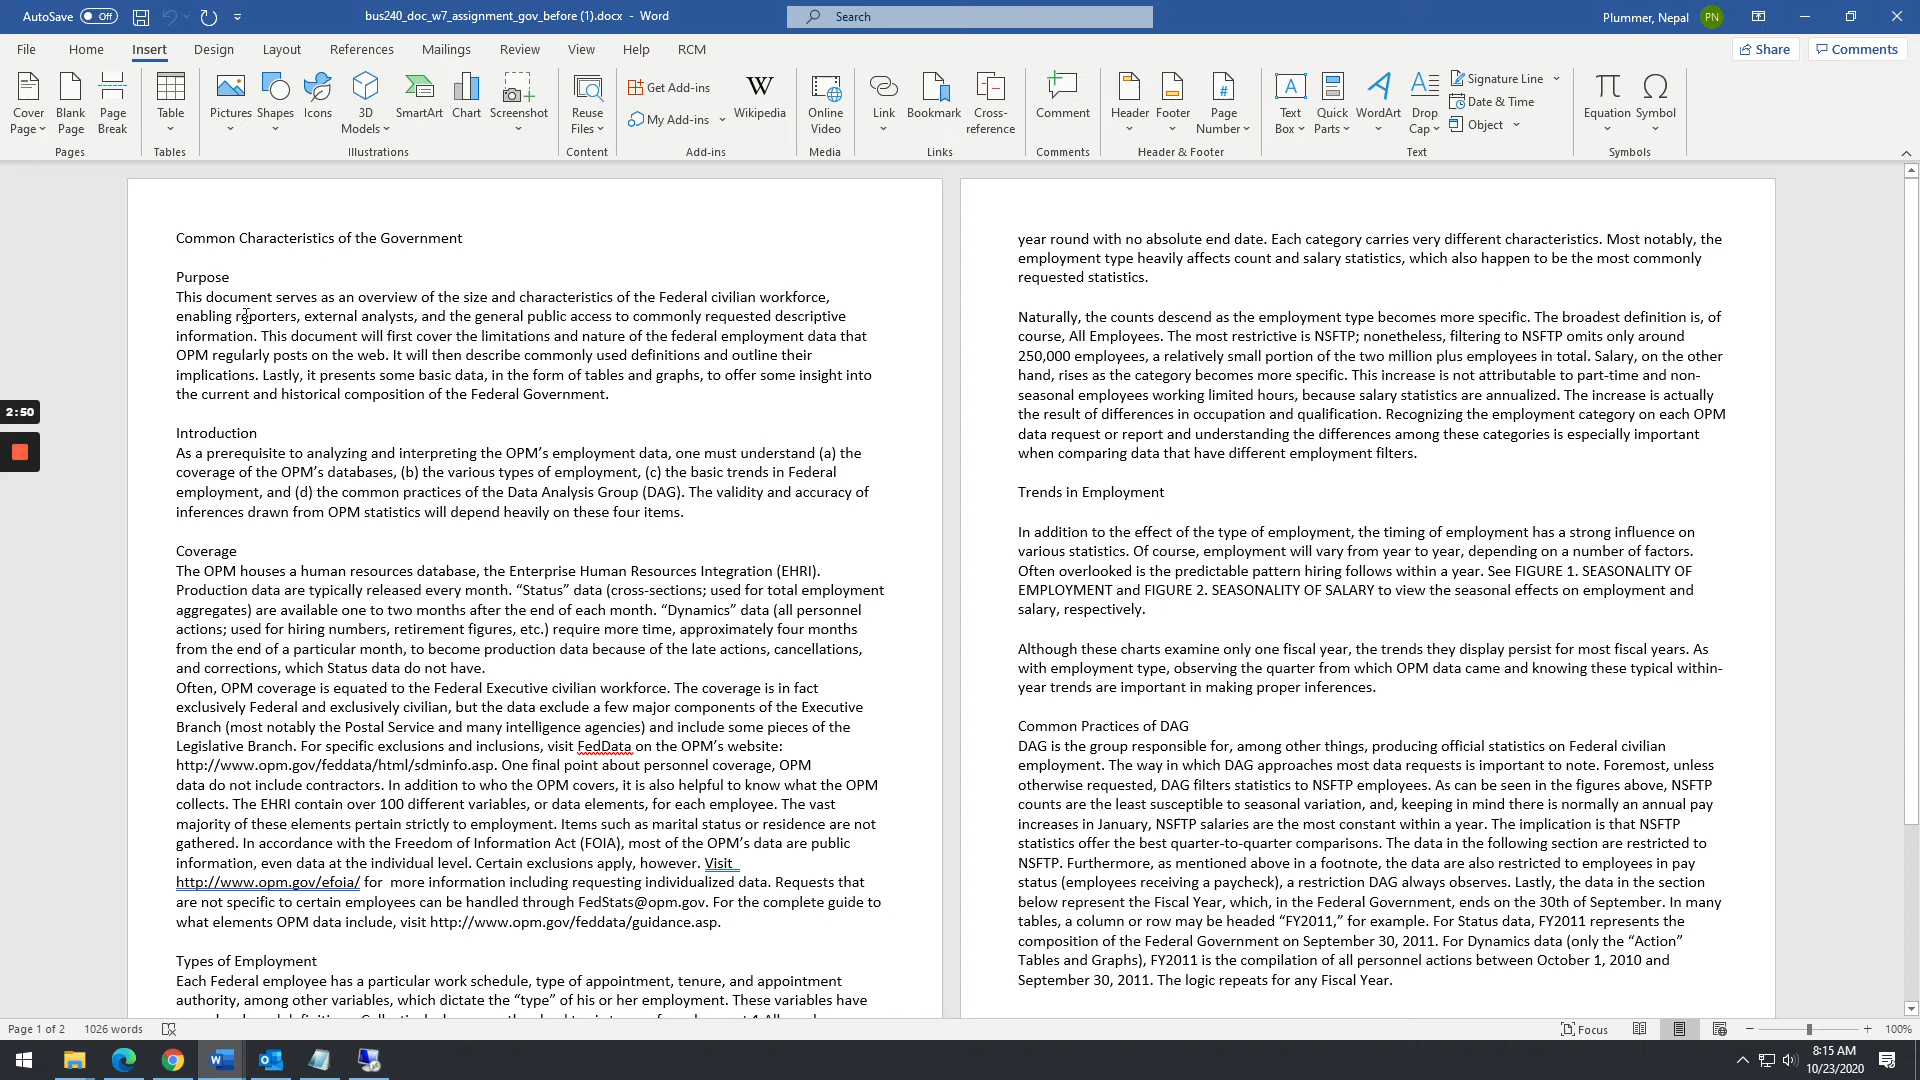 AutoSave Off bus240_doc_w7_assignment_gov_before (1).docx - Word Search Plummer, Nepal PN
File Home Insert Design Layout References Mailings Review View Help RCM Share Comments
Cover Page Blank Page Page Break Table Pictures Shapes Icons 3D Models SmartArt Chart Screenshot Reuse Files Get Add-ins My Add-ins Wikipedia Online Video Link Bookmark Cross-reference Comment Header Footer Page Number Text Box Quick Parts WordArt Drop Cap Signature Line Date & Time Object Equation Symbol
Pages Tables Illustrations Content Add-ins Media Links Comments Header & Footer Text Symbols
2:50
Common Characteristics of the Government
Purpose
This document serves as an overview of the size and characteristics of the Federal civilian workforce,
enabling reporters, external analysts, and the general public access to commonly requested descriptive
information. This document will first cover the limitations and nature of the federal employment data that
OPM regularly posts on the web. It will then describe commonly used definitions and outline their
implications. Lastly, it presents some basic data, in the form of tables and graphs, to offer some insight into
the current and historical composition of the Federal Government.
Introduction
As a prerequisite to analyzing and interpreting the OPM’s employment data, one must understand (a) the
coverage of the OPM’s databases, (b) the various types of employment, (c) the basic trends in Federal
employment, and (d) the common practices of the Data Analysis Group (DAG). The validity and accuracy of
inferences drawn from OPM statistics will depend heavily on these four items.
Coverage
The OPM houses a human resources database, the Enterprise Human Resources Integration (EHRI).
Production data are typically released every month. “Status” data (cross-sections; used for total employment
aggregates) are available one to two months after the end of each month. “Dynamics” data (all personnel
actions; used for hiring numbers, retirement figures, etc.) require more time, approximately four months
from the end of a particular month, to become production data because of the late actions, cancellations,
and corrections, which Status data do not have.
Often, OPM coverage is equated to the Federal Executive civilian workforce. The coverage is in fact
exclusively Federal and exclusively civilian, but the data exclude a few major components of the Executive
Branch (most notably the Postal Service and many intelligence agencies) and include some pieces of the
Legislative Branch. For specific exclusions and inclusions, visit FedData on the OPM’s website:
http://www.opm.gov/feddata/html/sdminfo.asp. One final point about personnel coverage, OPM
data do not include contractors. In addition to who the OPM covers, it is also helpful to know what the OPM
collects. The EHRI contain over 100 different variables, or data elements, for each employee. The vast
majority of these elements pertain strictly to employment. Items such as marital status or residence are not
gathered. In accordance with the Freedom of Information Act (FOIA), most of the OPM’s data are public
information, even data at the individual level. Certain exclusions apply, however. Visit
http://www.opm.gov/efoia/ for more information including requesting individualized data. Requests that
are not specific to certain employees can be handled through FedStats@opm.gov. For the complete guide to
what elements OPM data include, visit http://www.opm.gov/feddata/guidance.asp.
Types of Employment
Each Federal employee has a particular work schedule, type of appointment, tenure, and appointment
authority, among other variables, which dictate the “type” of his or her employment. These variables have
year round with no absolute end date. Each category carries very different characteristics. Most notably, the
employment type heavily affects count and salary statistics, which also happen to be the most commonly
requested statistics.
Naturally, the counts descend as the employment type becomes more specific. The broadest definition is, of
course, All Employees. The most restrictive is NSFTP; nonetheless, filtering to NSFTP omits only around
250,000 employees, a relatively small portion of the two million plus employees in total. Salary, on the other
hand, rises as the category becomes more specific. This increase is not attributable to part-time and non-
seasonal employees working limited hours, because salary statistics are annualized. The increase is actually
the result of differences in occupation and qualification. Recognizing the employment category on each OPM
data request or report and understanding the differences among these categories is especially important
when comparing data that have different employment filters.
Trends in Employment
In addition to the effect of the type of employment, the timing of employment has a strong influence on
various statistics. Of course, employment will vary from year to year, depending on a number of factors.
Often overlooked is the predictable pattern hiring follows within a year. See FIGURE 1. SEASONALITY OF
EMPLOYMENT and FIGURE 2. SEASONALITY OF SALARY to view the seasonal effects on employment and
salary, respectively.
Although these charts examine only one fiscal year, the trends they display persist for most fiscal years. As
with employment type, observing the quarter from which OPM data came and knowing these typical within-
year trends are important in making proper inferences.
Common Practices of DAG
DAG is the group responsible for, among other things, producing official statistics on Federal civilian
employment. The way in which DAG approaches most data requests is important to note. Foremost, unless
otherwise requested, DAG filters statistics to NSFTP employees. As can be seen in the figures above, NSFTP
counts are the least susceptible to seasonal variation, and, keeping in mind there is normally an annual pay
increases in January, NSFTP salaries are the most constant within a year. The implication is that NSFTP
statistics offer the best quarter-to-quarter comparisons. The data in the following section are restricted to
NSFTP. Furthermore, as mentioned above in a footnote, the data are also restricted to employees in pay
status (employees receiving a paycheck), a restriction DAG always observes. Lastly, the data in the section
below represent the Fiscal Year, which, in the Federal Government, ends on the 30th of September. In many
tables, a column or row may be headed “FY2011,” for example. For Status data, FY2011 represents the
composition of the Federal Government on September 30, 2011. For Dynamics data (only the “Action”
Tables and Graphs), FY2011 is the compilation of all personnel actions between October 1, 2010 and
September 30, 2011. The logic repeats for any Fiscal Year.
Page 1 of 2 1026 words Focus 100%
8:15 AM
10/23/2020